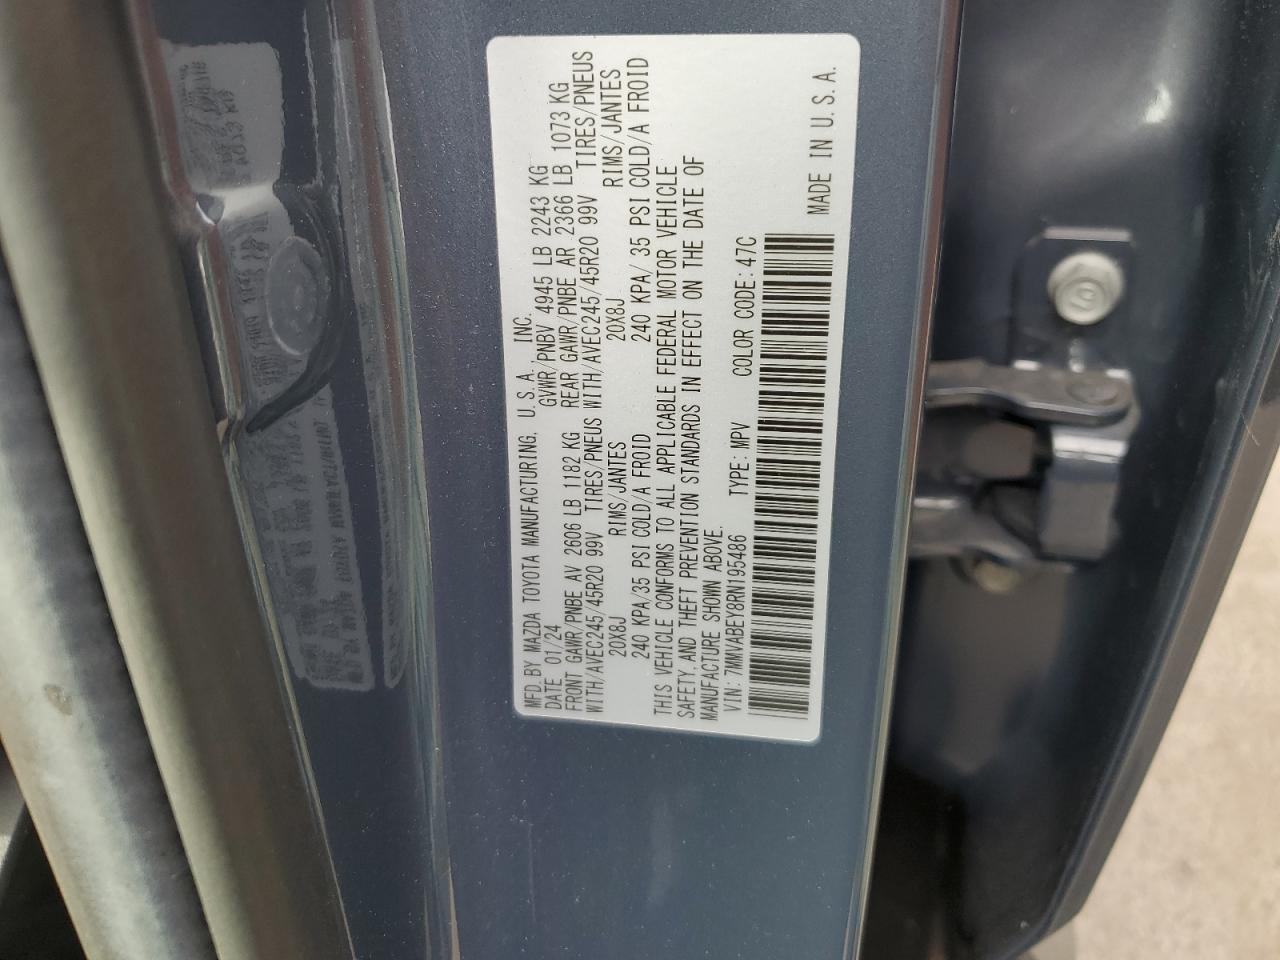 MFD. BY MAZDA TOYOTA MANUFACTURING, U.S.A., INC.
DATE 01/24 GVWR/PNBV 4945 LB 2243 KG
FRONT GAWR/PNBE AV 2606 LB 1182 KG REAR GAWR/PNBE AR 2366 LB 1073 KG
WITH/AVEC245/45R20 99V TIRES/PNEUS WITH/AVEC245/45R20 99V TIRES/PNEUS
20X8J RIMS/JANTES 20X8J RIMS/JANTES
240 KPA/35 PSI COLD/A FROID 240 KPA/ 35 PSI COLD/A FROID
THIS VEHICLE CONFORMS TO ALL APPLICABLE FEDERAL MOTOR VEHICLE
SAFETY, AND THEFT PREVENTION STANDARDS IN EFFECT ON THE DATE OF
MANUFACTURE SHOWN ABOVE.
VIN: 7MMVABEY8RN195486 TYPE: MPV COLOR CODE: 47C
MADE IN U.S.A.